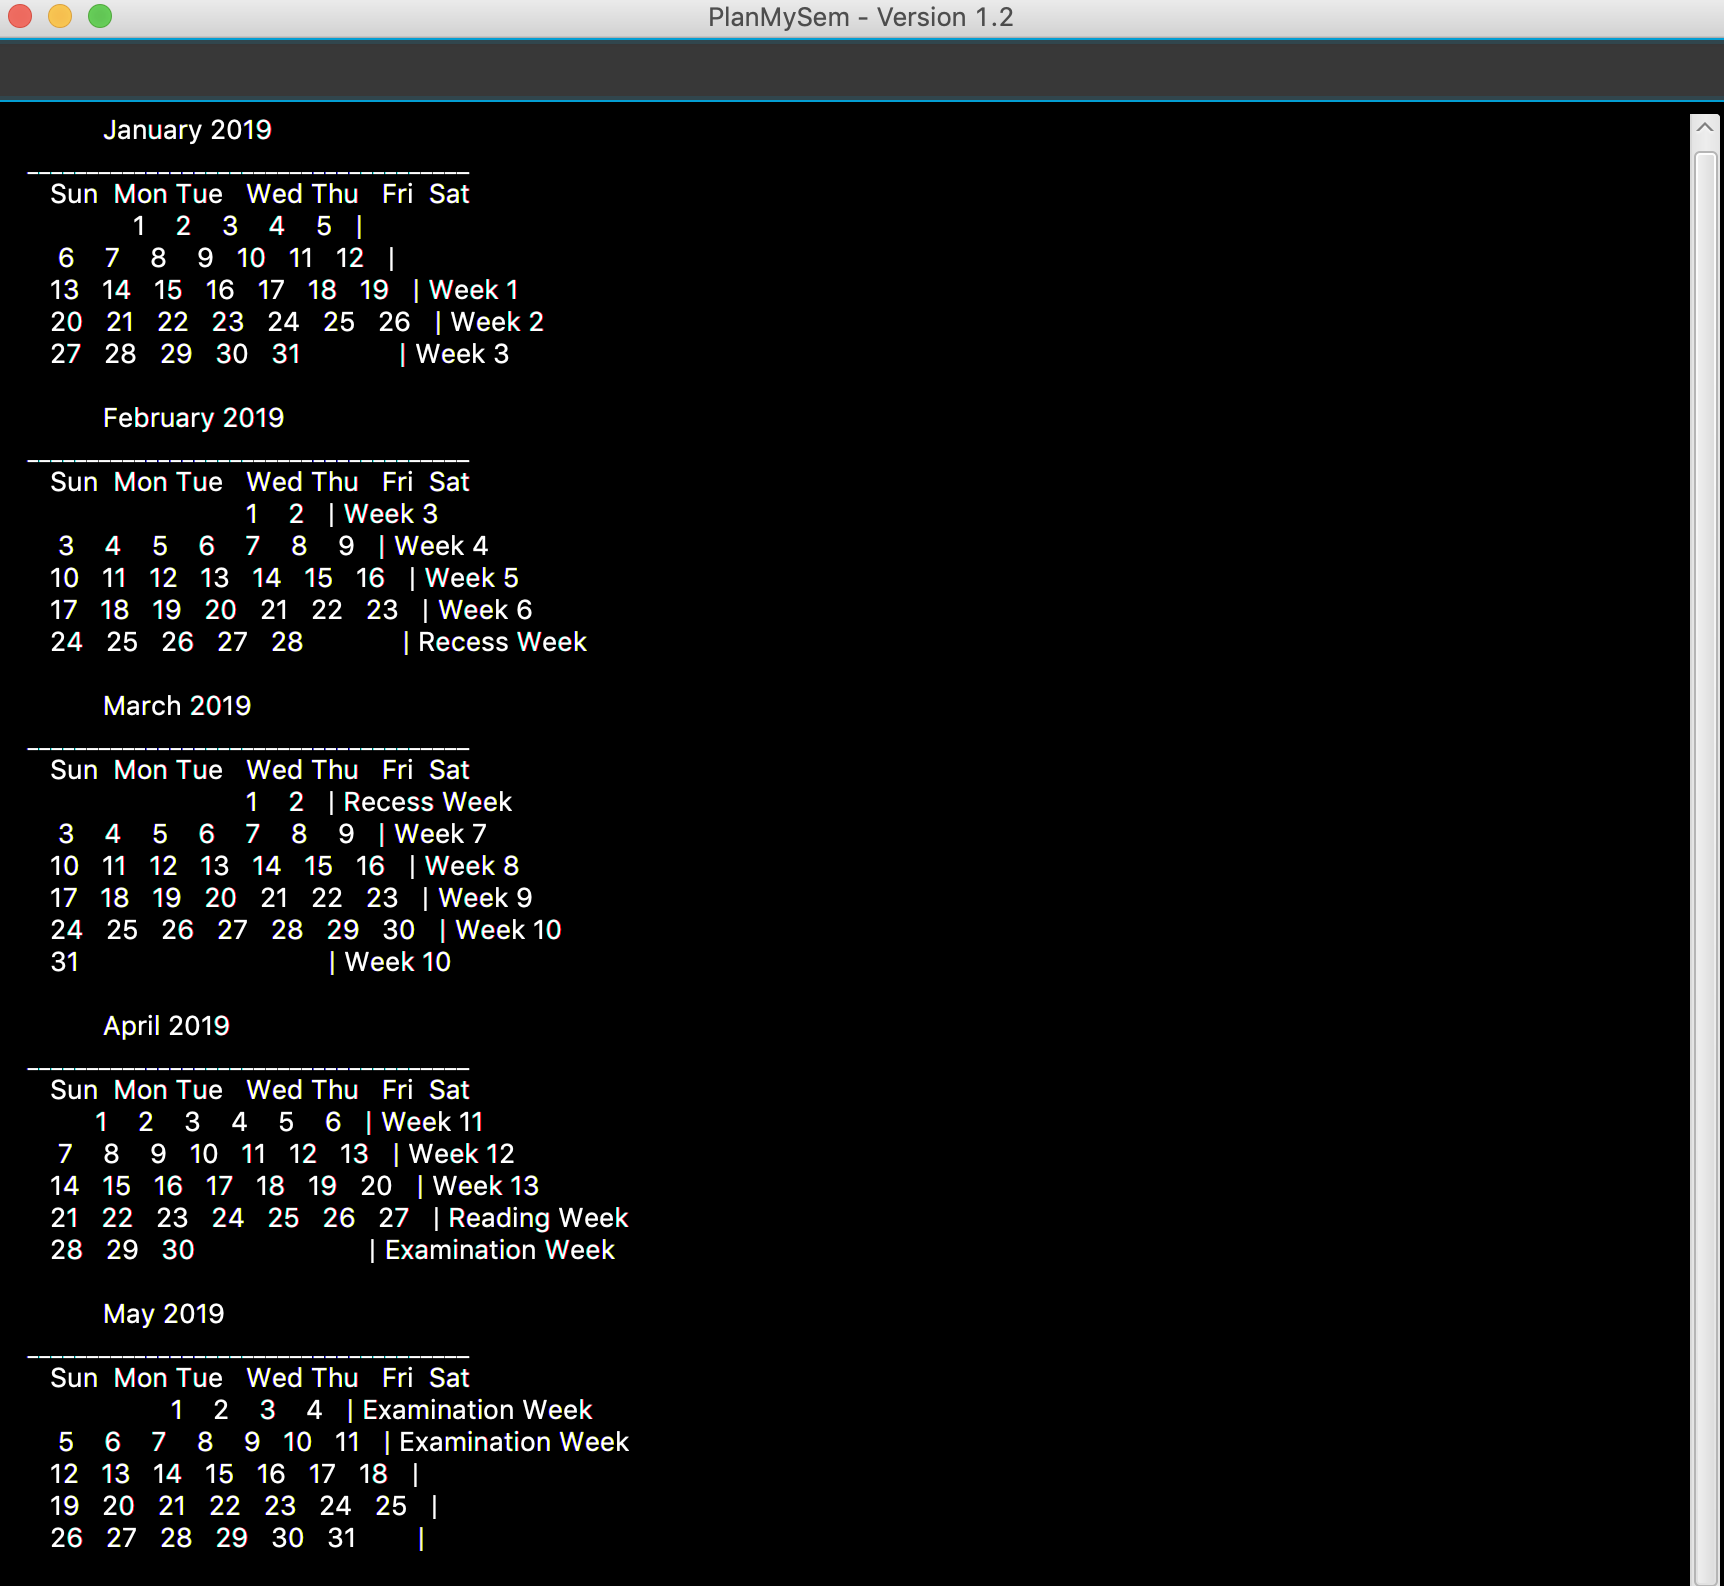 PlanMySem - Version 1.2
January 2019
_____________________________________
Sun Mon Tue Wed Thu Fri Sat
1 2 3 4 5 |
6 7 8 9 10 11 12 |
13 14 15 16 17 18 19 | Week 1
20 21 22 23 24 25 26 | Week 2
27 28 29 30 31 | Week 3
February 2019
_____________________________________
Sun Mon Tue Wed Thu Fri Sat
1 2 | Week 3
3 4 5 6 7 8 9 | Week 4
10 11 12 13 14 15 16 | Week 5
17 18 19 20 21 22 23 | Week 6
24 25 26 27 28 | Recess Week
March 2019
_____________________________________
Sun Mon Tue Wed Thu Fri Sat
1 2 | Recess Week
3 4 5 6 7 8 9 | Week 7
10 11 12 13 14 15 16 | Week 8
17 18 19 20 21 22 23 | Week 9
24 25 26 27 28 29 30 | Week 10
31 | Week 10
April 2019
_____________________________________
Sun Mon Tue Wed Thu Fri Sat
1 2 3 4 5 6 | Week 11
7 8 9 10 11 12 13 | Week 12
14 15 16 17 18 19 20 | Week 13
21 22 23 24 25 26 27 | Reading Week
28 29 30 | Examination Week
May 2019
_____________________________________
Sun Mon Tue Wed Thu Fri Sat
1 2 3 4 | Examination Week
5 6 7 8 9 10 11 | Examination Week
12 13 14 15 16 17 18 |
19 20 21 22 23 24 25 |
26 27 28 29 30 31 |